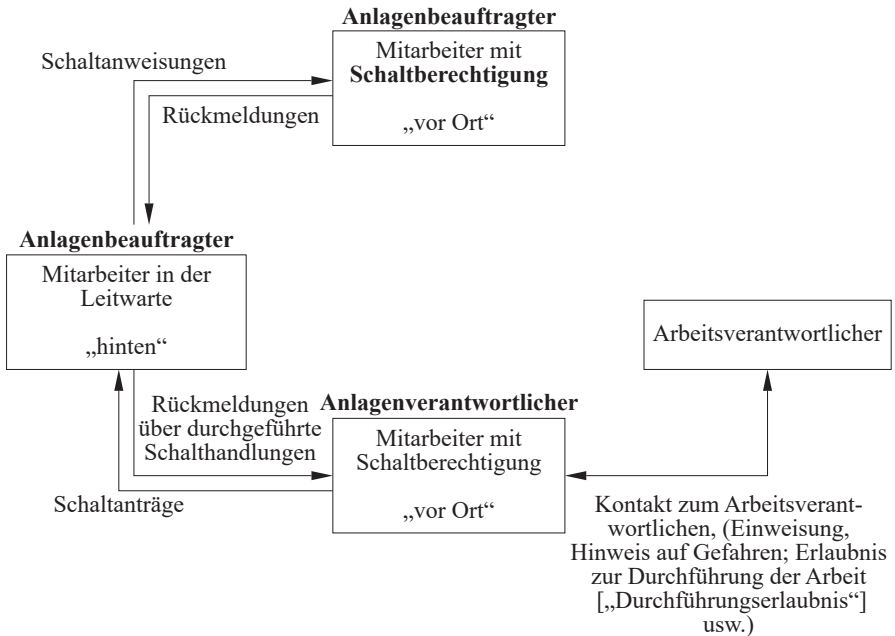 Anlagenbeauftragter
Mitarbeiter mit
Schaltberechtigung
„vor Ort“
Schaltanweisungen
Rückmeldungen
Anlagenbeauftragter
Mitarbeiter in der
Leitwarte
„hinten“
Arbeitsverantwortlicher
Rückmeldungen
über durchgeführte
Schalthandlungen
Schaltanträge
Anlagenverantwortlicher
Mitarbeiter mit
Schaltberechtigung
„vor Ort“
Kontakt zum Arbeitsverant-
wortlichen, (Einweisung,
Hinweis auf Gefahren; Erlaubnis
zur Durchführung der Arbeit
[„Durchführungserlaubnis“]
usw.)